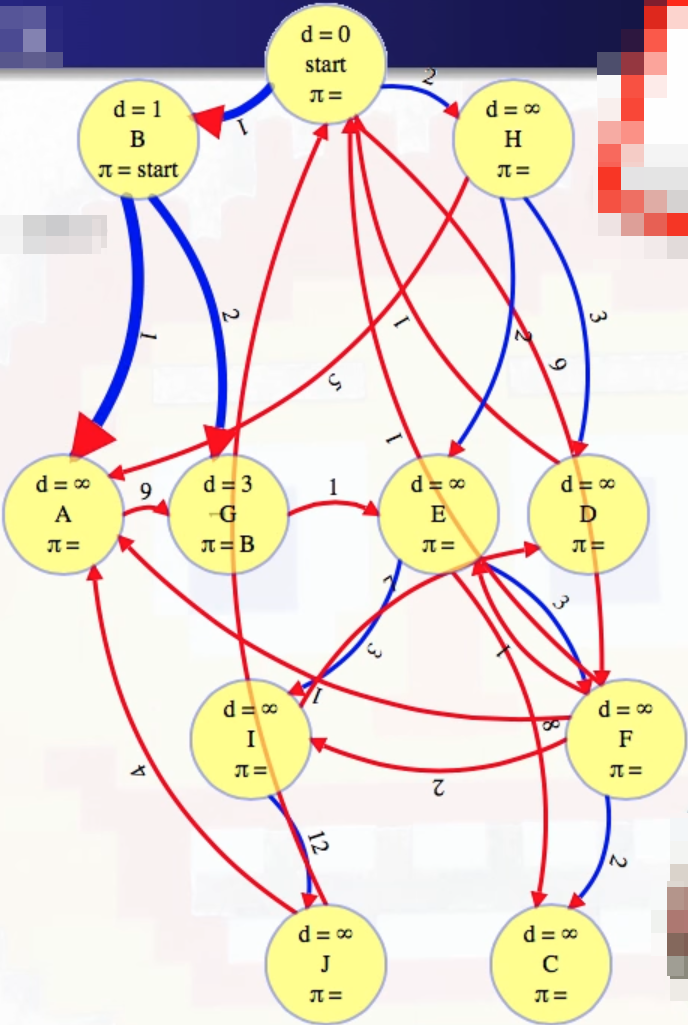 d = 0
start
π =
d = 1
B
π = start
1
2
d = ∞
H
π =
1
2
1
5
1
2
9
3
d = ∞
A
π =
9
d = 3
G
π = B
1
d = ∞
E
π =
d = ∞
D
π =
3
3
1
1
d = ∞
I
π =
8
d = ∞
F
π =
2
4
12
2
d = ∞
J
π =
d = ∞
C
π =